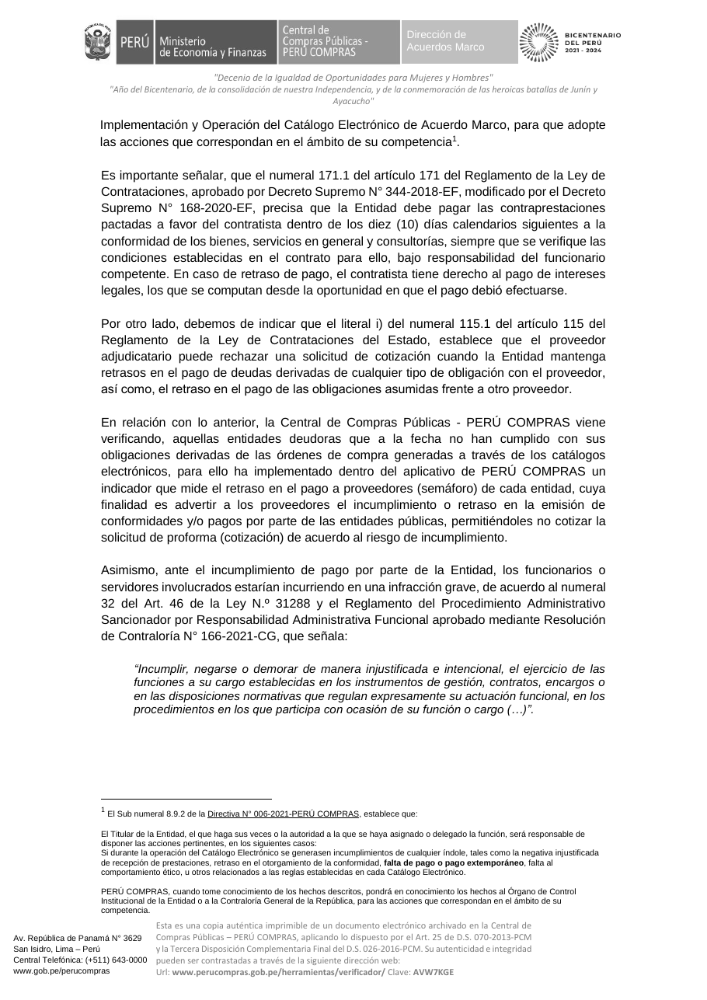 PERÚ
Ministerio
de Economía y Finanzas
Central de
Compras Públicas -
PERÚ COMPRAS
Dirección de
Acuerdos Marco
BICENTENARIO
DEL PERÚ
2021 - 2024
"Decenio de la Igualdad de Oportunidades para Mujeres y Hombres"
"Año del Bicentenario, de la consolidación de nuestra Independencia, y de la conmemoración de las heroicas batallas de Junín y
Ayacucho"
Implementación y Operación del Catálogo Electrónico de Acuerdo Marco, para que adopte
las acciones que correspondan en el ámbito de su competencia1.
Es importante señalar, que el numeral 171.1 del artículo 171 del Reglamento de la Ley de
Contrataciones, aprobado por Decreto Supremo N° 344-2018-EF, modificado por el Decreto
Supremo N° 168-2020-EF, precisa que la Entidad debe pagar las contraprestaciones
pactadas a favor del contratista dentro de los diez (10) días calendarios siguientes a la
conformidad de los bienes, servicios en general y consultorías, siempre que se verifique las
condiciones establecidas en el contrato para ello, bajo responsabilidad del funcionario
competente. En caso de retraso de pago, el contratista tiene derecho al pago de intereses
legales, los que se computan desde la oportunidad en que el pago debió efectuarse.
Por otro lado, debemos de indicar que el literal i) del numeral 115.1 del artículo 115 del
Reglamento de la Ley de Contrataciones del Estado, establece que el proveedor
adjudicatario puede rechazar una solicitud de cotización cuando la Entidad mantenga
retrasos en el pago de deudas derivadas de cualquier tipo de obligación con el proveedor,
así como, el retraso en el pago de las obligaciones asumidas frente a otro proveedor.
En relación con lo anterior, la Central de Compras Públicas - PERÚ COMPRAS viene
verificando, aquellas entidades deudoras que a la fecha no han cumplido con sus
obligaciones derivadas de las órdenes de compra generadas a través de los catálogos
electrónicos, para ello ha implementado dentro del aplicativo de PERÚ COMPRAS un
indicador que mide el retraso en el pago a proveedores (semáforo) de cada entidad, cuya
finalidad es advertir a los proveedores el incumplimiento o retraso en la emisión de
conformidades y/o pagos por parte de las entidades públicas, permitiéndoles no cotizar la
solicitud de proforma (cotización) de acuerdo al riesgo de incumplimiento.
Asimismo, ante el incumplimiento de pago por parte de la Entidad, los funcionarios o
servidores involucrados estarían incurriendo en una infracción grave, de acuerdo al numeral
32 del Art. 46 de la Ley N.º 31288 y el Reglamento del Procedimiento Administrativo
Sancionador por Responsabilidad Administrativa Funcional aprobado mediante Resolución
de Contraloría N° 166-2021-CG, que señala:
“Incumplir, negarse o demorar de manera injustificada e intencional, el ejercicio de las
funciones a su cargo establecidas en los instrumentos de gestión, contratos, encargos o
en las disposiciones normativas que regulan expresamente su actuación funcional, en los
procedimientos en los que participa con ocasión de su función o cargo (…)”.
1 El Sub numeral 8.9.2 de la Directiva N° 006-2021-PERÚ COMPRAS, establece que:
El Titular de la Entidad, el que haga sus veces o la autoridad a la que se haya asignado o delegado la función, será responsable de
disponer las acciones pertinentes, en los siguientes casos:
Si durante la operación del Catálogo Electrónico se generasen incumplimientos de cualquier índole, tales como la negativa injustificada
de recepción de prestaciones, retraso en el otorgamiento de la conformidad, falta de pago o pago extemporáneo, falta al
comportamiento ético, u otros relacionados a las reglas establecidas en cada Catálogo Electrónico.
PERÚ COMPRAS, cuando tome conocimiento de los hechos descritos, pondrá en conocimiento los hechos al Órgano de Control
Institucional de la Entidad o a la Contraloría General de la República, para las acciones que correspondan en el ámbito de su
competencia.
Av. República de Panamá N° 3629
San Isidro, Lima – Perú
Central Telefónica: (+511) 643-0000
www.gob.pe/perucompras
Esta es una copia auténtica imprimible de un documento electrónico archivado en la Central de
Compras Públicas – PERÚ COMPRAS, aplicando lo dispuesto por el Art. 25 de D.S. 070-2013-PCM
y la Tercera Disposición Complementaria Final del D.S. 026-2016-PCM. Su autenticidad e integridad
pueden ser contrastadas a través de la siguiente dirección web:
Url: www.perucompras.gob.pe/herramientas/verificador/ Clave: AVW7KGE